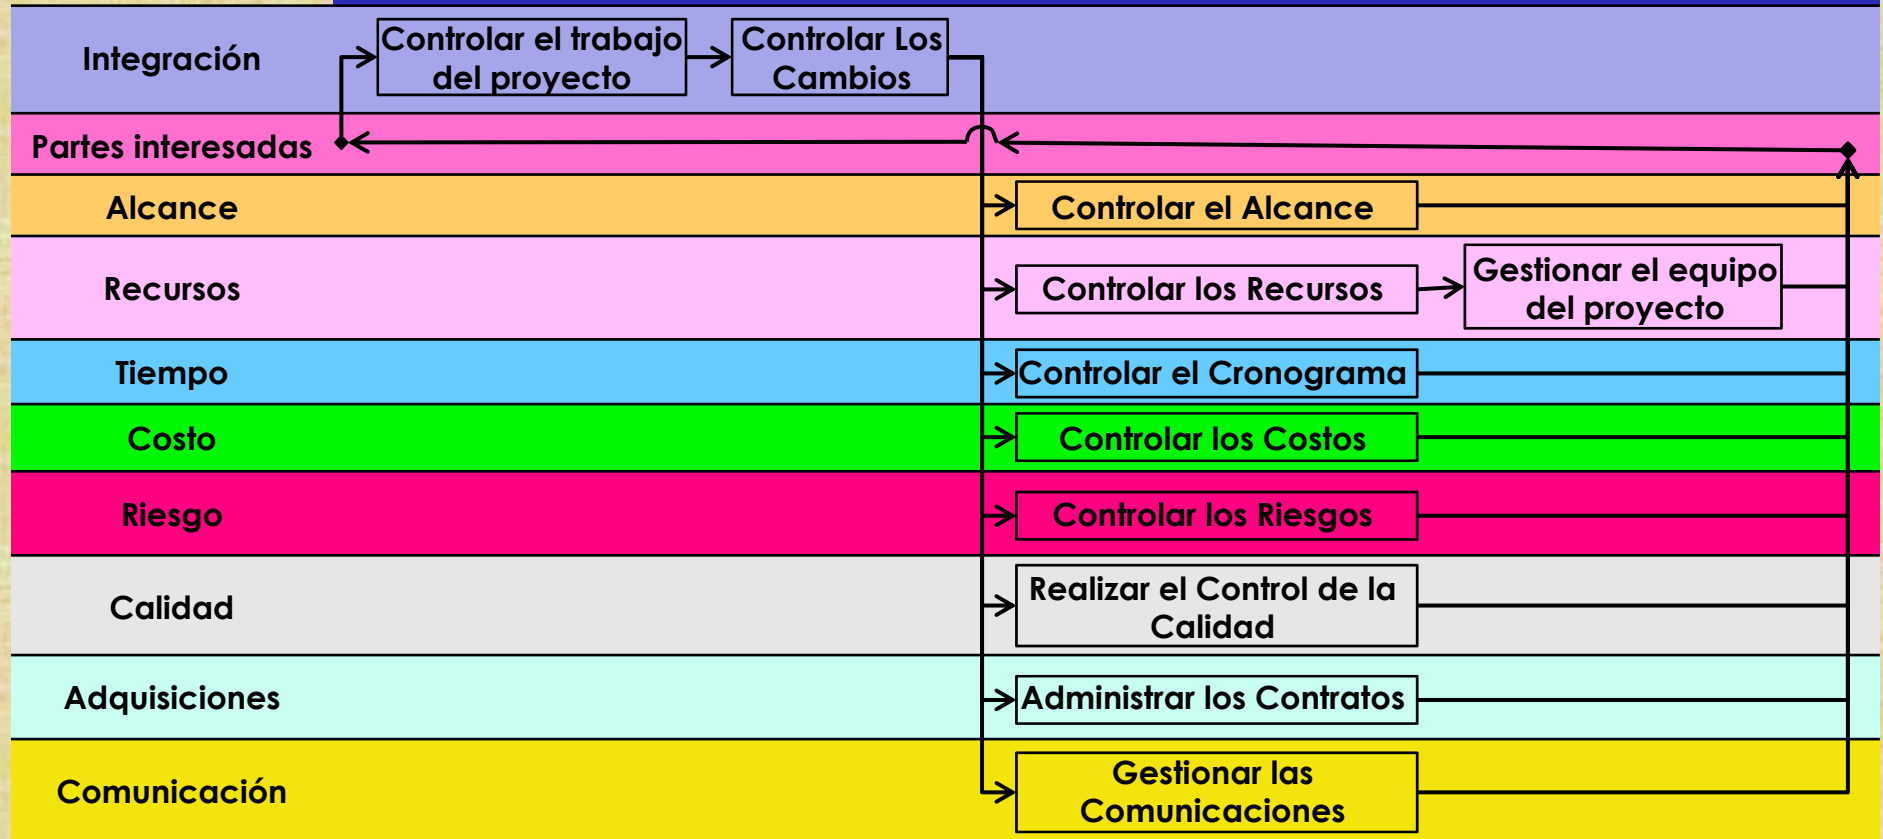 Integración
Controlar el trabajo
del proyecto
Controlar Los
Cambios
Partes interesadas
Alcance
Controlar el Alcance
Recursos
Controlar los Recursos
Gestionar el equipo
del proyecto
Tiempo
Controlar el Cronograma
Costo
Controlar los Costos
Riesgo
Controlar los Riesgos
Calidad
Realizar el Control de la
Calidad
Adquisiciones
Administrar los Contratos
Comunicación
Gestionar las
Comunicaciones